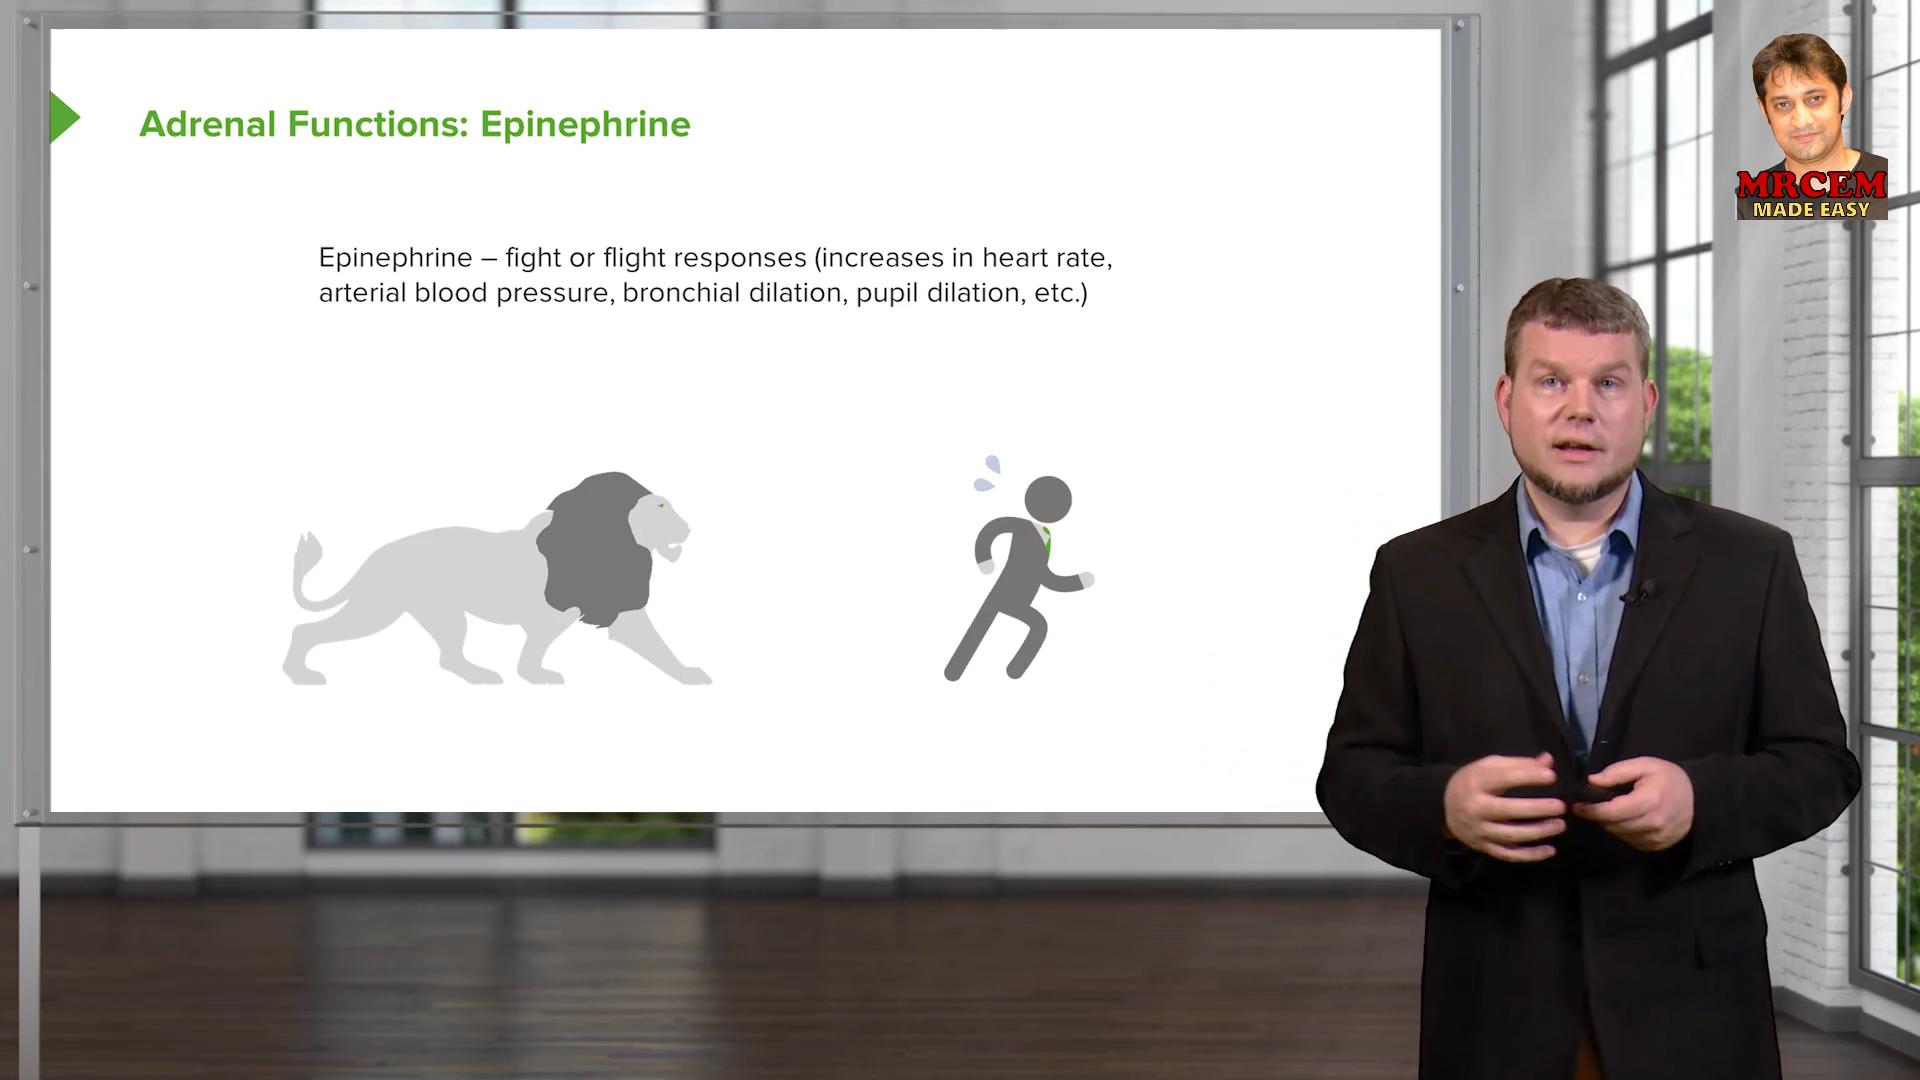 Adrenal Functions: Epinephrine
Epinephrine – fight or flight responses (increases in heart rate,
arterial blood pressure, bronchial dilation, pupil dilation, etc.)
MRCEM
MADE EASY